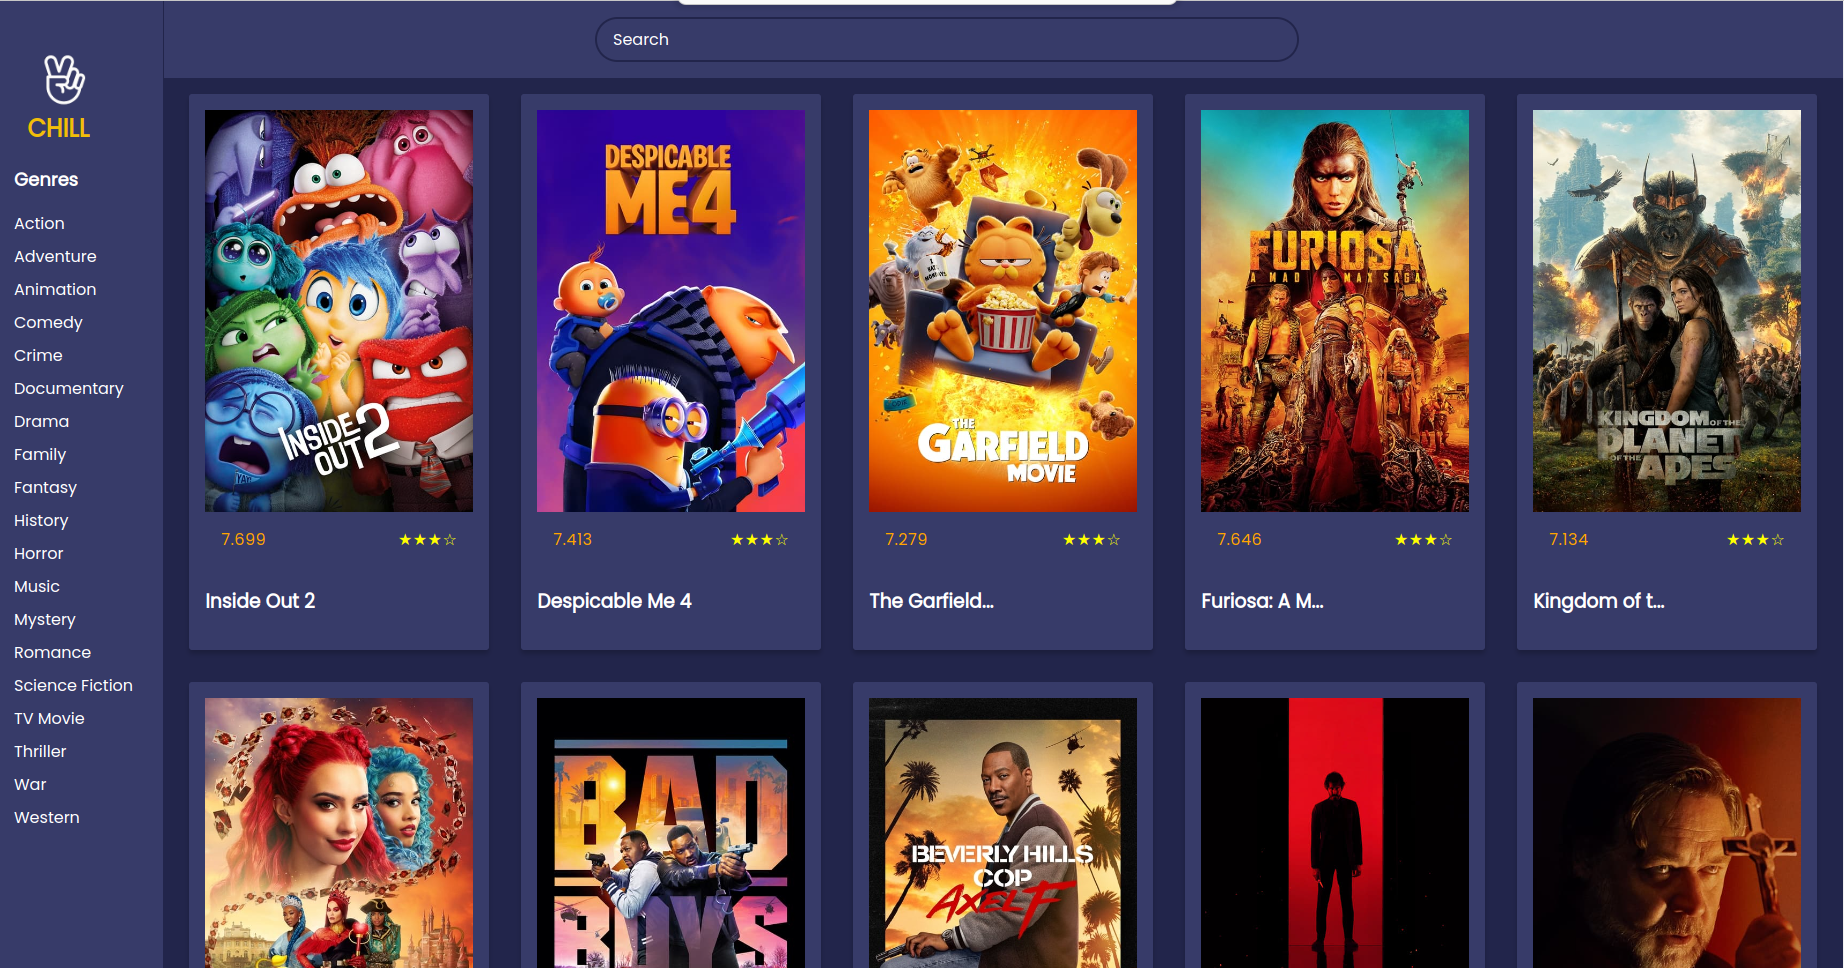 Search
CHILL
Genres
Action
Adventure
Animation
Comedy
Crime
Documentary
Drama
Family
Fantasy
History
Horror
Music
Mystery
Romance
Science Fiction
TV Movie
Thriller
War
Western
INSIDE
OUT 2
7.699 ★★★☆
Inside Out 2
DESPICABLE
ME 4
7.413 ★★★☆
Despicable Me 4
THE
GARFIELD
MOVIE
7.279 ★★★☆
The Garfield...
FURIOSA
A MAD MAX SAGA
7.646 ★★★☆
Furiosa: A M...
KINGDOM OF THE
PLANET
OF THE APES
7.134 ★★★☆
Kingdom of t...
BAD
BOYS
BEVERLY HILLS
COP
AXEL F